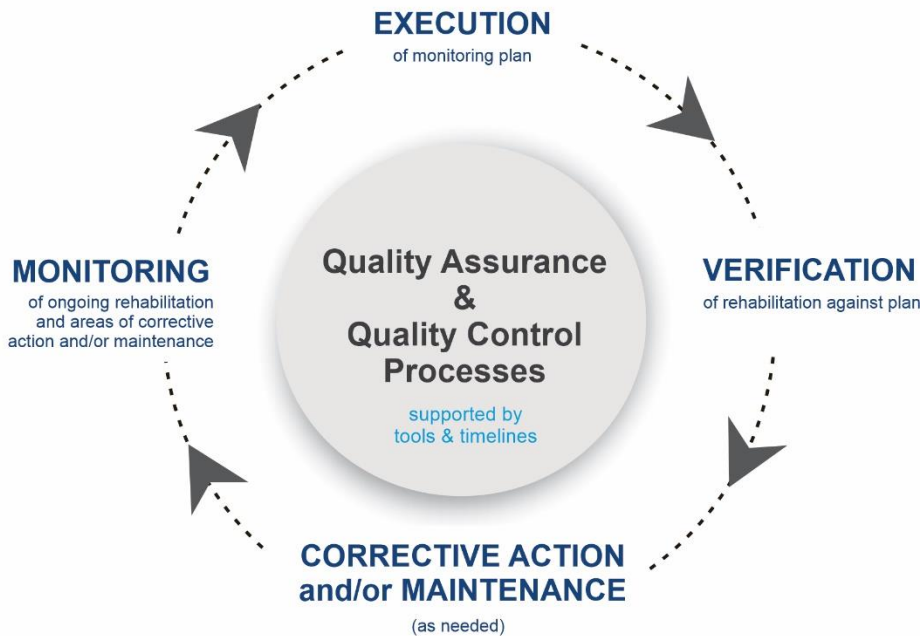 EXECUTION
of monitoring plan
VERIFICATION
of rehabilitation against plan
CORRECTIVE ACTION
and/or MAINTENANCE
(as needed)
MONITORING
of ongoing rehabilitation
and areas of corrective
action and/or maintenance
Quality Assurance
&
Quality Control
Processes
supported by
tools & timelines